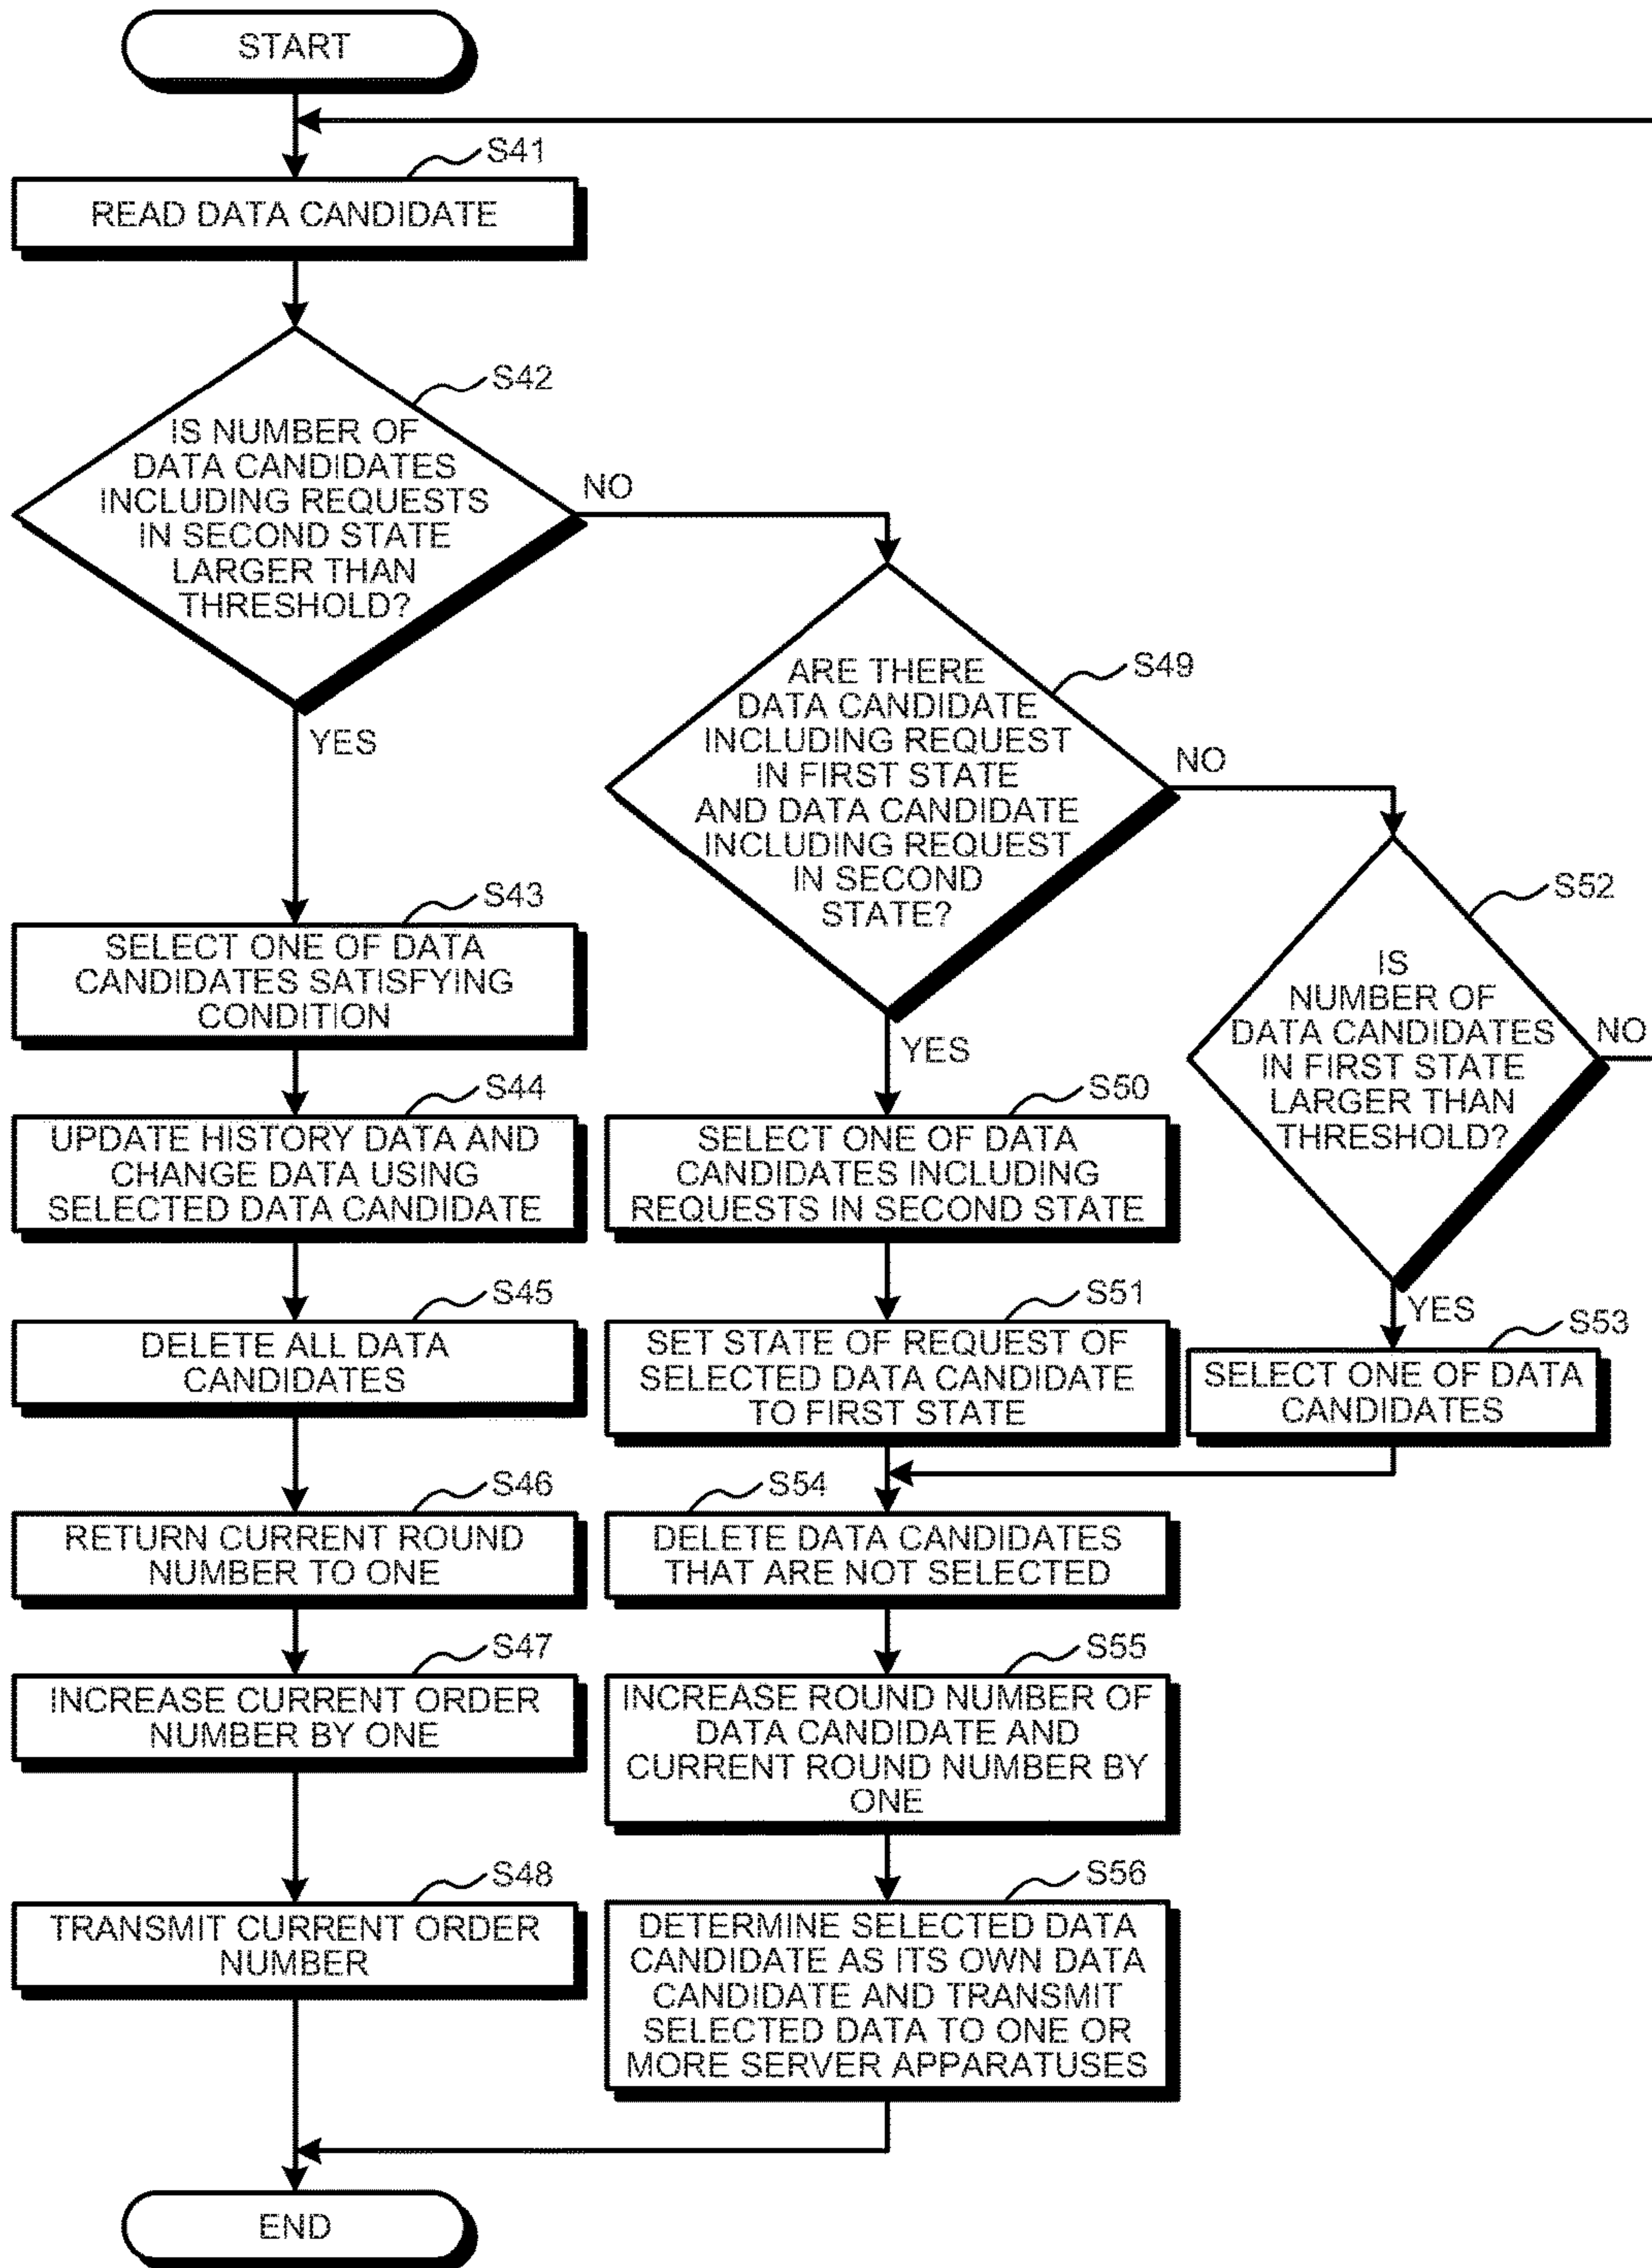 START
S41
READ DATA CANDIDATE
S42
IS NUMBER OF
DATA CANDIDATES
INCLUDING REQUESTS
IN SECOND STATE
LARGER THAN
THRESHOLD?
NO
YES
S49
ARE THERE
DATA CANDIDATE
INCLUDING REQUEST
IN FIRST STATE
AND DATA CANDIDATE
INCLUDING REQUEST
IN SECOND
STATE?
NO
YES
S52
IS
NUMBER OF
DATA CANDIDATES
IN FIRST STATE
LARGER THAN
THRESHOLD?
NO
YES
S43
SELECT ONE OF DATA
CANDIDATES SATISFYING
CONDITION
S44
UPDATE HISTORY DATA AND
CHANGE DATA USING
SELECTED DATA CANDIDATE
S45
DELETE ALL DATA
CANDIDATES
S46
RETURN CURRENT ROUND
NUMBER TO ONE
S47
INCREASE CURRENT ORDER
NUMBER BY ONE
S48
TRANSMIT CURRENT ORDER
NUMBER
S50
SELECT ONE OF DATA
CANDIDATES INCLUDING
REQUESTS IN SECOND STATE
S51
SET STATE OF REQUEST OF
SELECTED DATA CANDIDATE
TO FIRST STATE
S53
SELECT ONE OF DATA
CANDIDATES
S54
DELETE DATA CANDIDATES
THAT ARE NOT SELECTED
S55
INCREASE ROUND NUMBER OF
DATA CANDIDATE AND
CURRENT ROUND NUMBER BY
ONE
S56
DETERMINE SELECTED DATA
CANDIDATE AS ITS OWN DATA
CANDIDATE AND TRANSMIT
SELECTED DATA TO ONE OR
MORE SERVER APPARATUSES
END